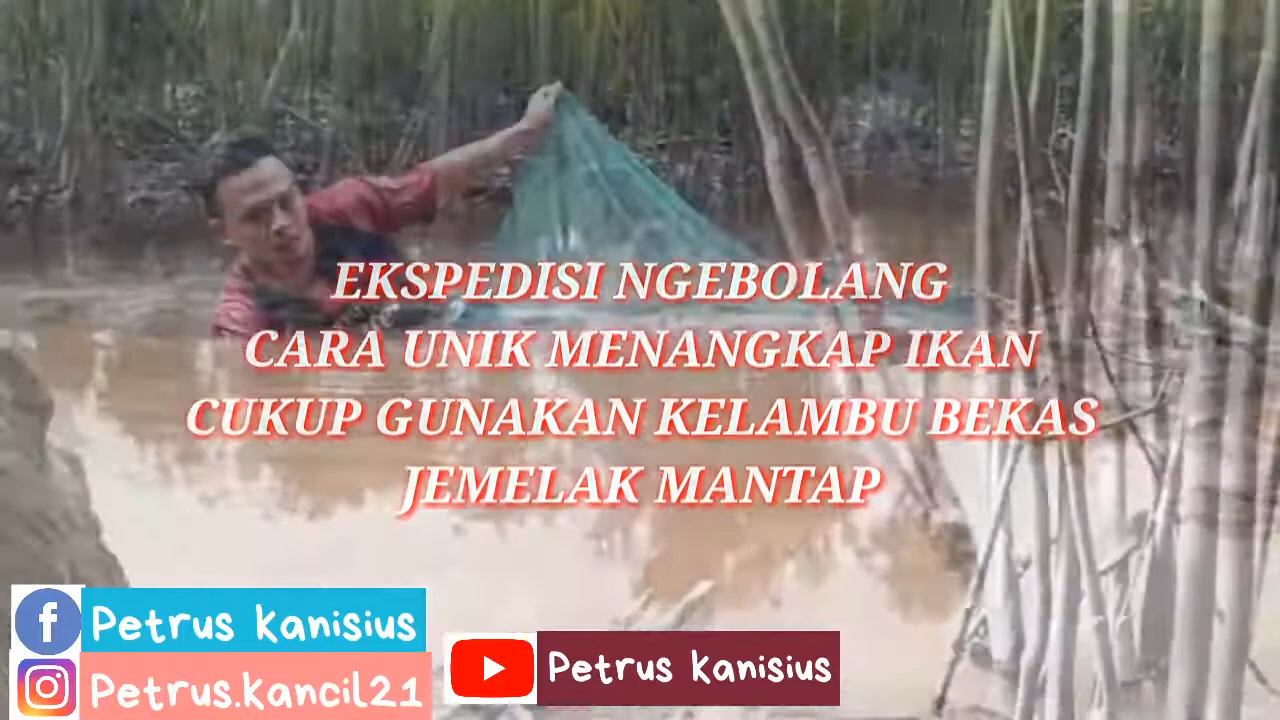 EKSPEDISI NGEBOLANG
CARA UNIK MENANGKAP IKAN
CUKUP GUNAKAN KELAMBU BEKAS
JEMELAK MANTAP
Petrus kanisius
Petrus.kancil21
Petrus kanisius